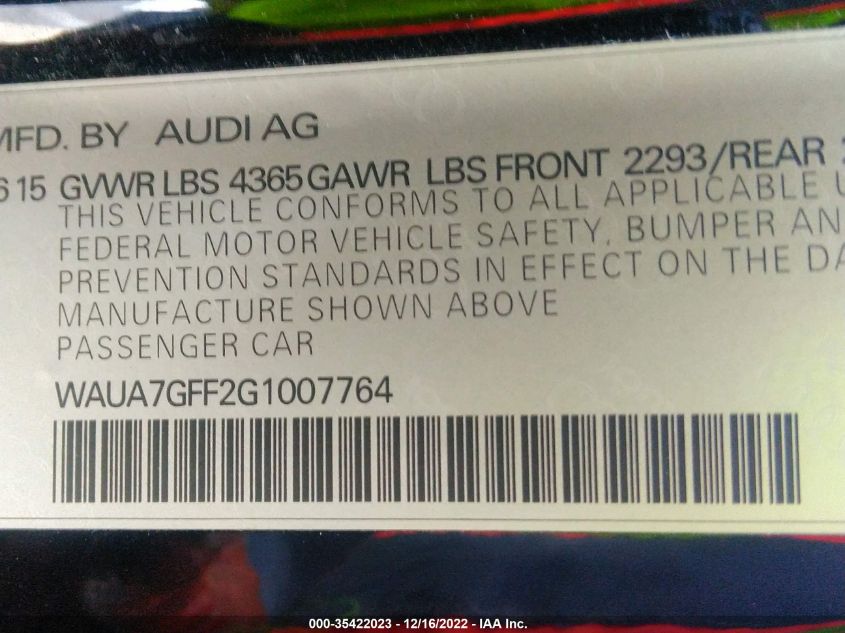 MFD. BY AUDI AG
615 GVWR LBS 4365 GAWR LBS FRONT 2293/REAR
THIS VEHICLE CONFORMS TO ALL APPLICABLE
FEDERAL MOTOR VEHICLE SAFETY, BUMPER AN
PREVENTION STANDARDS IN EFFECT ON THE DA
MANUFACTURE SHOWN ABOVE
PASSENGER CAR
WAUA7GFF2G1007764
000-35422023 - 12/16/2022 - IAA Inc.